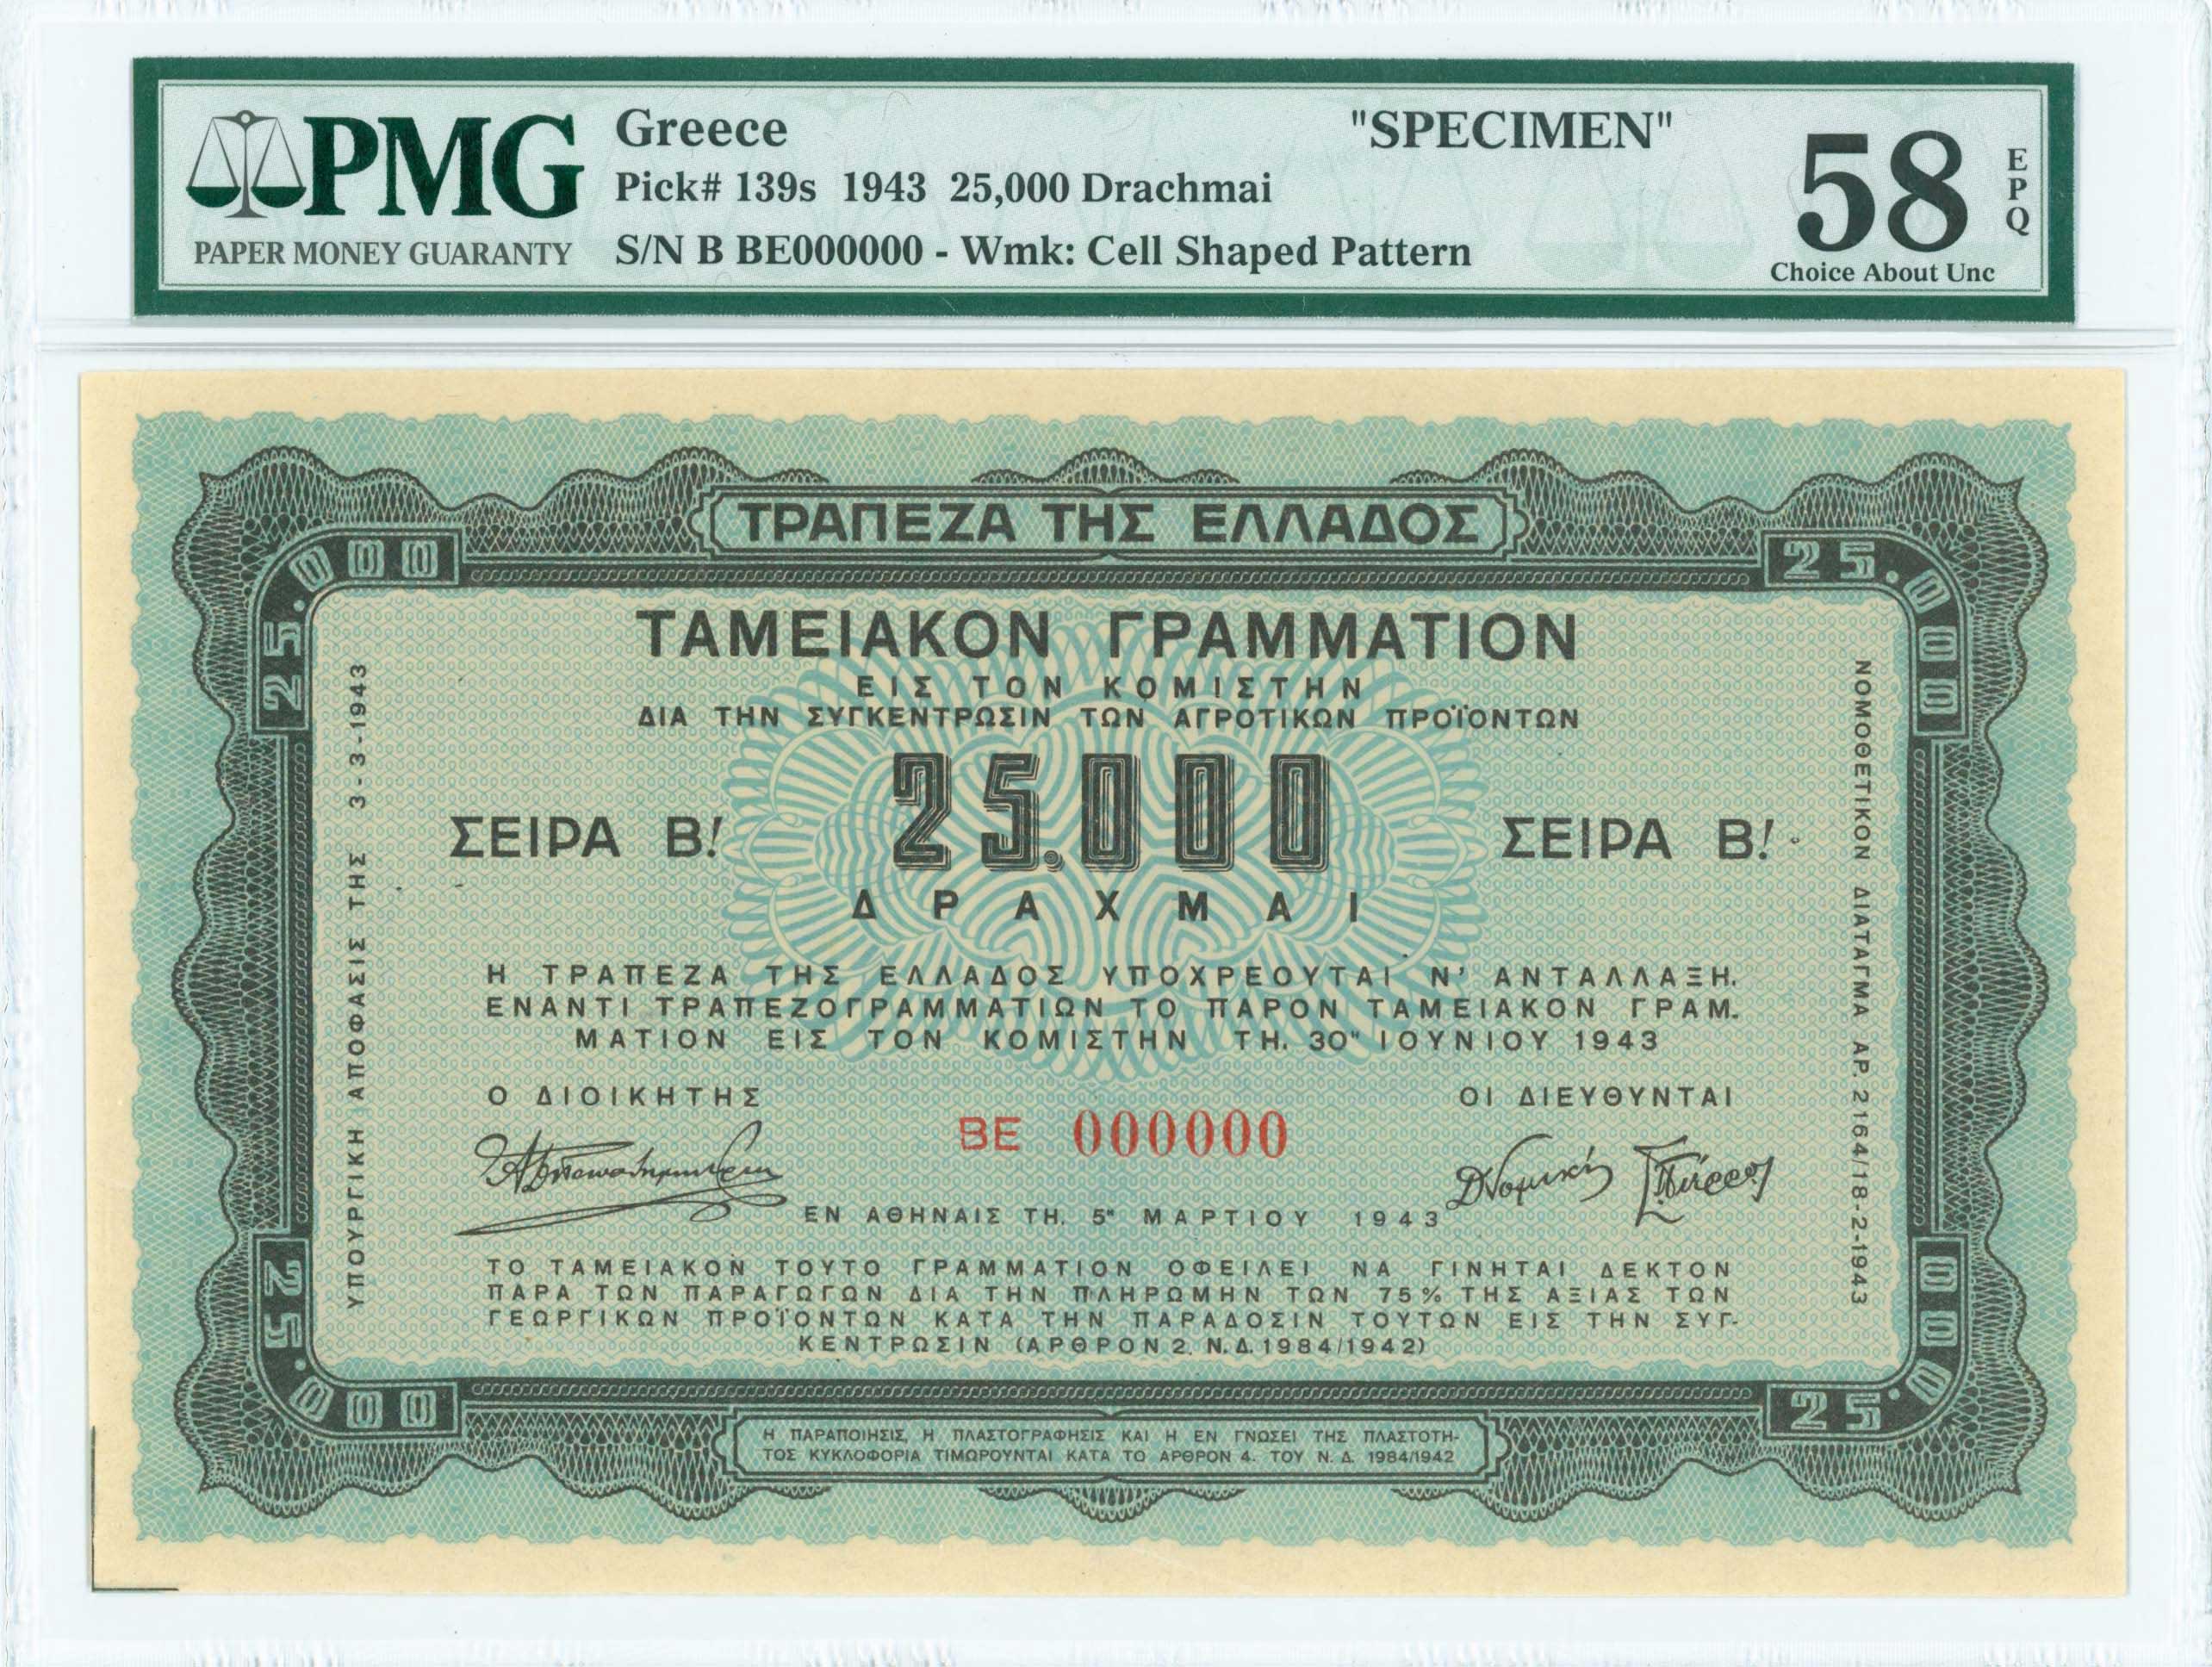 PMG
PAPER MONEY GUARANTY
Greece
"SPECIMEN"
Pick# 139s 1943 25,000 Drachmai
S/N B BE000000 - Wmk: Cell Shaped Pattern
58
EPQ
Choice About Unc
ΤΡΑΠΕΖΑ ΤΗΣ ΕΛΛΑΔΟΣ
25.000
25.000
ΤΑΜΕΙΑΚΟΝ ΓΡΑΜΜΑΤΙΟΝ
ΕΙΣ ΤΟΝ ΚΟΜΙΣΤΗΝ
ΔΙΑ ΤΗΝ ΣΥΓΚΕΝΤΡΩΣΙΝ ΤΩΝ ΑΓΡΟΤΙΚΩΝ ΠΡΟΪΟΝΤΩΝ
25.000
ΣΕΙΡΑ Β!
ΣΕΙΡΑ Β!
ΔΡΑΧΜΑΙ
Η ΤΡΑΠΕΖΑ ΤΗΣ ΕΛΛΑΔΟΣ ΥΠΟΧΡΕΟΥΤΑΙ Ν' ΑΝΤΑΛΛΑΞΗ.
ΕΝΑΝΤΙ ΤΡΑΠΕΖΟΓΡΑΜΜΑΤΙΩΝ ΤΟ ΠΑΡΟΝ ΤΑΜΕΙΑΚΟΝ ΓΡΑΜ-
ΜΑΤΙΟΝ ΕΙΣ ΤΟΝ ΚΟΜΙΣΤΗΝ ΤΗ. 30ῃ ΙΟΥΝΙΟΥ 1943
Ο ΔΙΟΙΚΗΤΗΣ
ΟΙ ΔΙΕΥΘΥΝΤΑΙ
ΒΕ 000000
ΕΝ ΑΘΗΝΑΙΣ ΤΗ. 5ῃ ΜΑΡΤΙΟΥ 1943
ΤΟ ΤΑΜΕΙΑΚΟΝ ΤΟΥΤΟ ΓΡΑΜΜΑΤΙΟΝ ΟΦΕΙΛΕΙ ΝΑ ΓΙΝΗΤΑΙ ΔΕΚΤΟΝ
ΠΑΡΑ ΤΩΝ ΠΑΡΑΓΩΓΩΝ ΔΙΑ ΤΗΝ ΠΛΗΡΩΜΗΝ ΤΩΝ 75% ΤΗΣ ΑΞΙΑΣ ΤΩΝ
ΓΕΩΡΓΙΚΩΝ ΠΡΟΪΟΝΤΩΝ ΚΑΤΑ ΤΗΝ ΠΑΡΑΔΟΣΙΝ ΤΟΥΤΩΝ ΕΙΣ ΤΗΝ ΣΥΓ-
ΚΕΝΤΡΩΣΙΝ (ΑΡΘΡΟΝ 2. Ν.Δ. 1984/1942)
ΥΠΟΥΡΓΙΚΗ ΑΠΟΦΑΣΙΣ ΤΗΣ 3-3-1943
ΝΟΜΟΘΕΤΙΚΟΝ ΔΙΑΤΑΓΜΑ ΑΡ. 2164/18-2-1943
25.000
25.000
Η ΠΑΡΑΠΟΙΗΣΙΣ, Η ΠΛΑΣΤΟΓΡΑΦΗΣΙΣ ΚΑΙ Η ΕΝ ΓΝΩΣΕΙ ΤΗΣ ΠΛΑΣΤΟΤΗ-
ΤΟΣ ΚΥΚΛΟΦΟΡΙΑ ΤΙΜΩΡΟΥΝΤΑΙ ΚΑΤΑ ΤΟ ΑΡΘΡΟΝ 4. ΤΟΥ Ν. Δ. 1984/1942